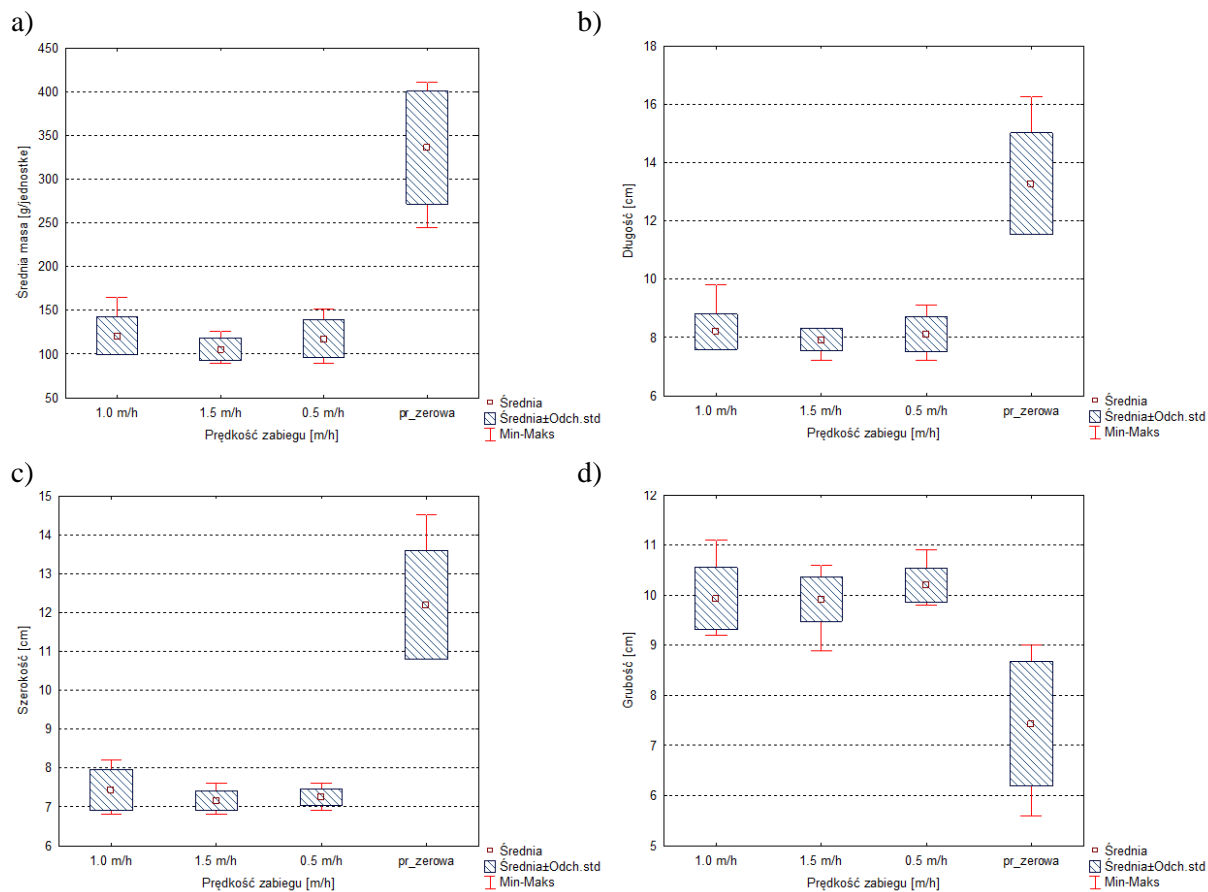 a)
450
400
350
300
250
200
150
100
50
Średnia masa [g/jednostke]
1.0 m/h 1.5 m/h 0.5 m/h pr_zerowa
Prędkość zabiegu [m/h]
Średnia
Średnia±Odch.std
Min-Maks
b)
18
16
14
12
10
8
6
Długość [cm]
1.0 m/h 1.5 m/h 0.5 m/h pr_zerowa
Prędkość zabiegu [m/h]
Średnia
Średnia±Odch.std
Min-Maks
c)
15
14
13
12
11
10
9
8
7
6
Szerokość [cm]
1.0 m/h 1.5 m/h 0.5 m/h pr_zerowa
Prędkość zabiegu [m/h]
Średnia
Średnia±Odch.std
Min-Maks
d)
12
11
10
9
8
7
6
5
Grubość [cm]
1.0 m/h 1.5 m/h 0.5 m/h pr_zerowa
Prędkość zabiegu [m/h]
Średnia
Średnia±Odch.std
Min-Maks